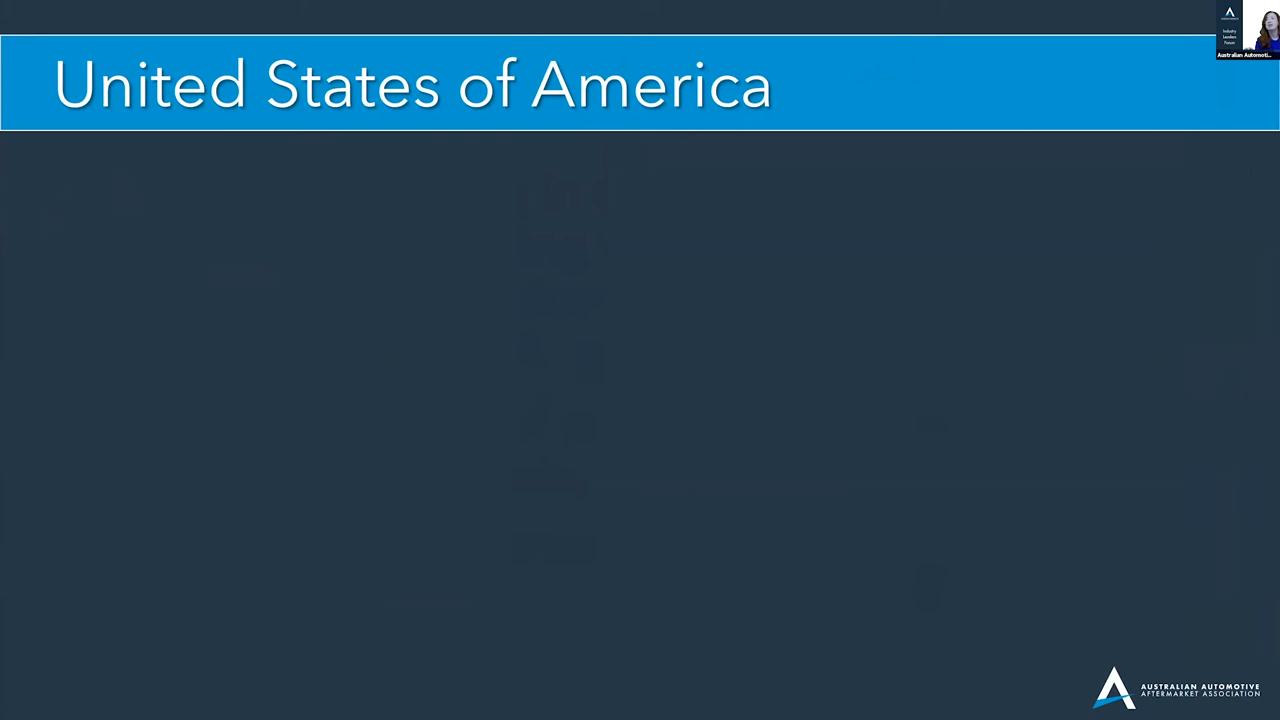 United States of America
Industry
Leaders
Forum
Australian Automoti...
AUSTRALIAN AUTOMOTIVE
AFTERMARKET ASSOCIATION